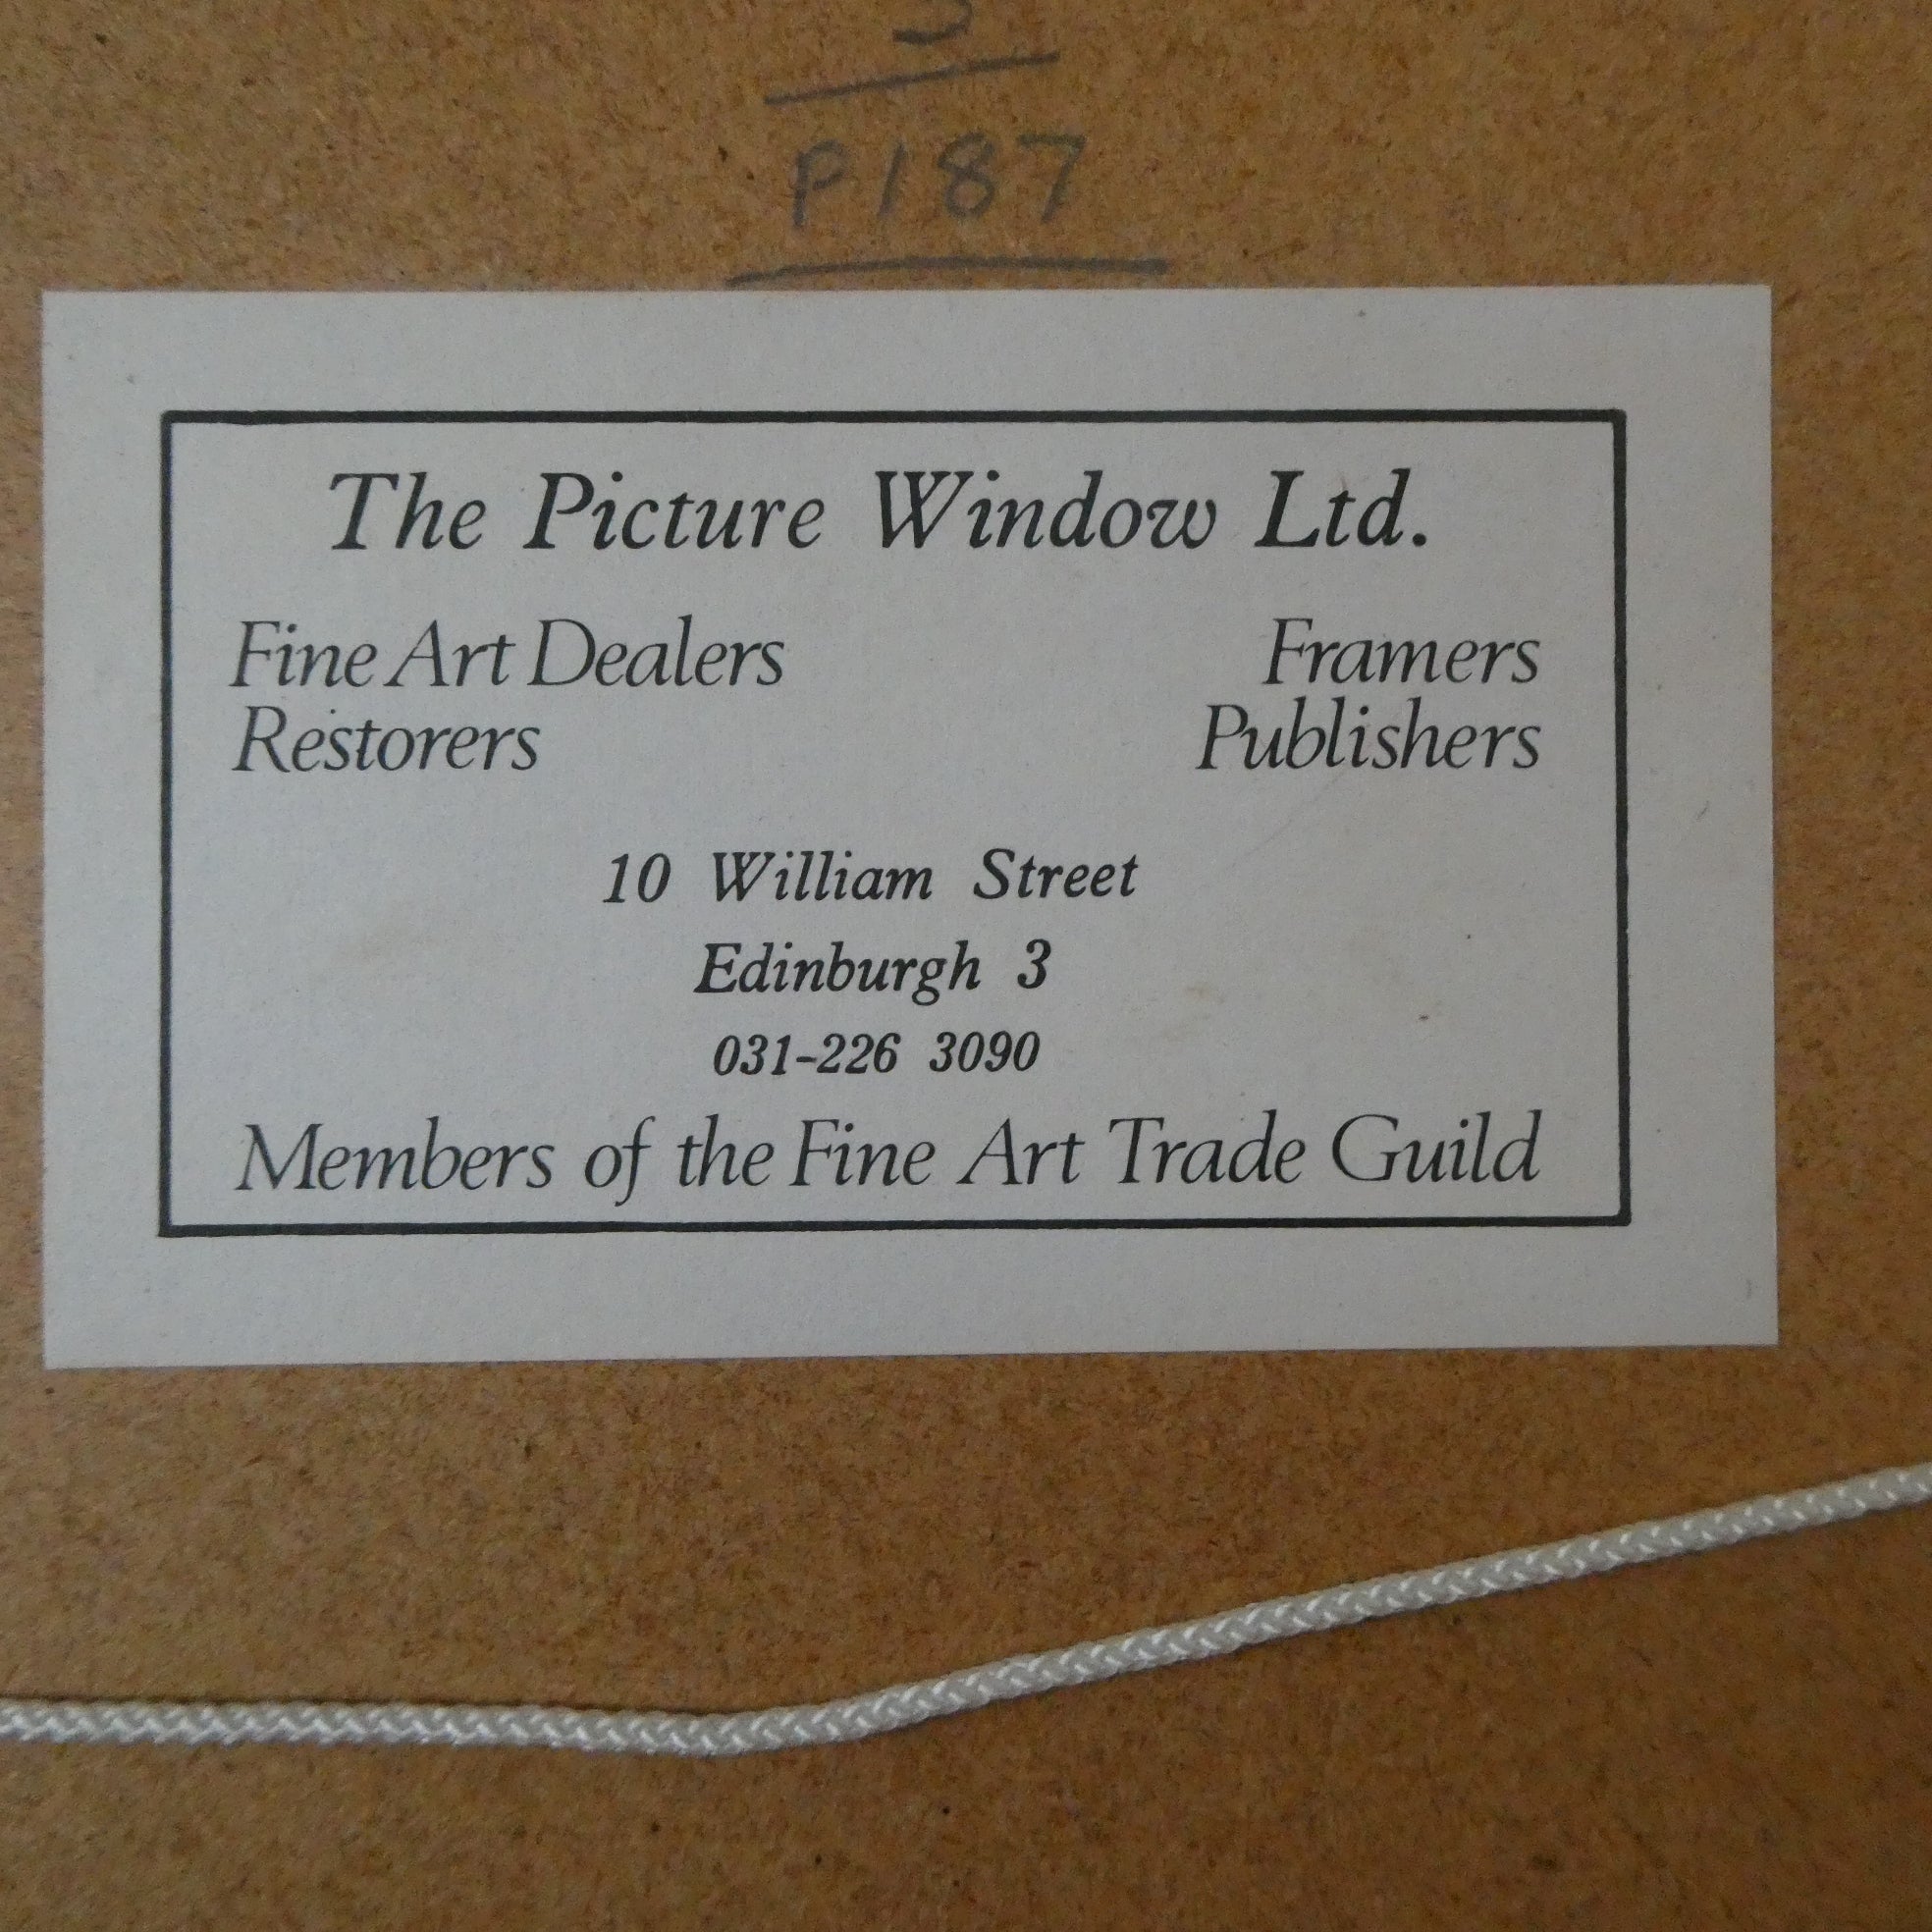 P187
The Picture Window Ltd.
Fine Art Dealers Framers
Restorers Publishers
10 William Street
Edinburgh 3
031-226 3090
Members of the Fine Art Trade Guild